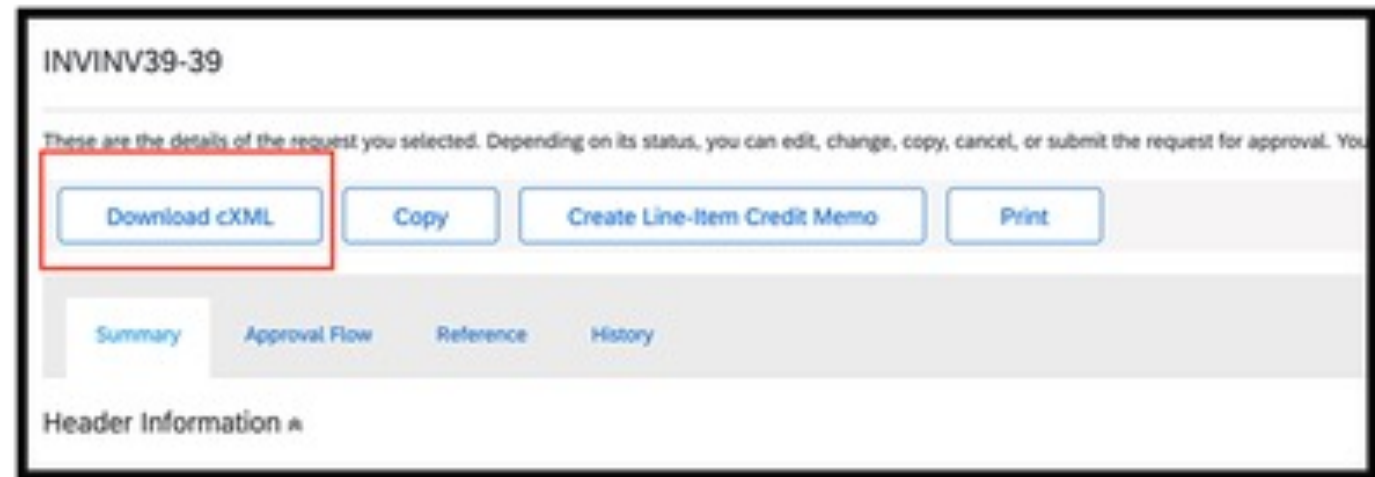 INVINV39-39
These are the details of the request you selected. Depending on its status, you can edit, change, copy, cancel, or submit the request for approval. You
Download cXML Copy Create Line-Item Credit Memo Print
Summary Approval Flow Reference History
Header Information